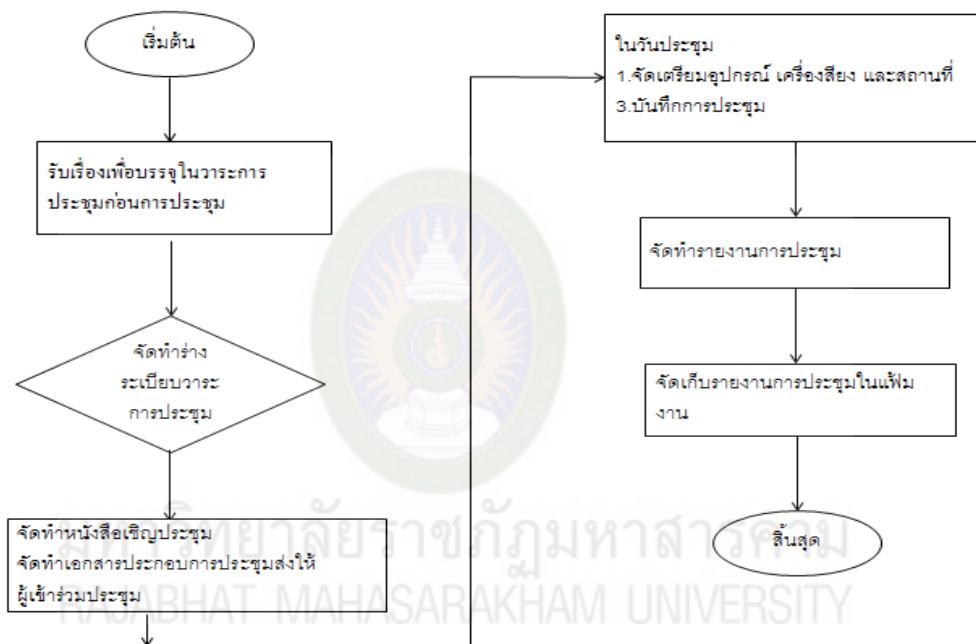 เริ่มต้น
รับเรื่องเพื่อบรรจุในวาระการ
ประชุมก่อนการประชุม
จัดทำร่าง
ระเบียบวาระ
การประชุม
จัดทำหนังสือเชิญประชุม
จัดทำเอกสารประกอบการประชุมส่งให้
ผู้เข้าร่วมประชุม
ในวันประชุม
1.จัดเตรียมอุปกรณ์ เครื่องสียง และสถานที่
3.บันทึกการประชุม
จัดทำรายงานการประชุม
จัดเก็บรายงานการประชุมในแฟ้ม
งาน
สิ้นสุด
มหาวิทยาลัยราชภัฏมหาสารคาม
RAJABHAT MAHASARAKHAM UNIVERSITY